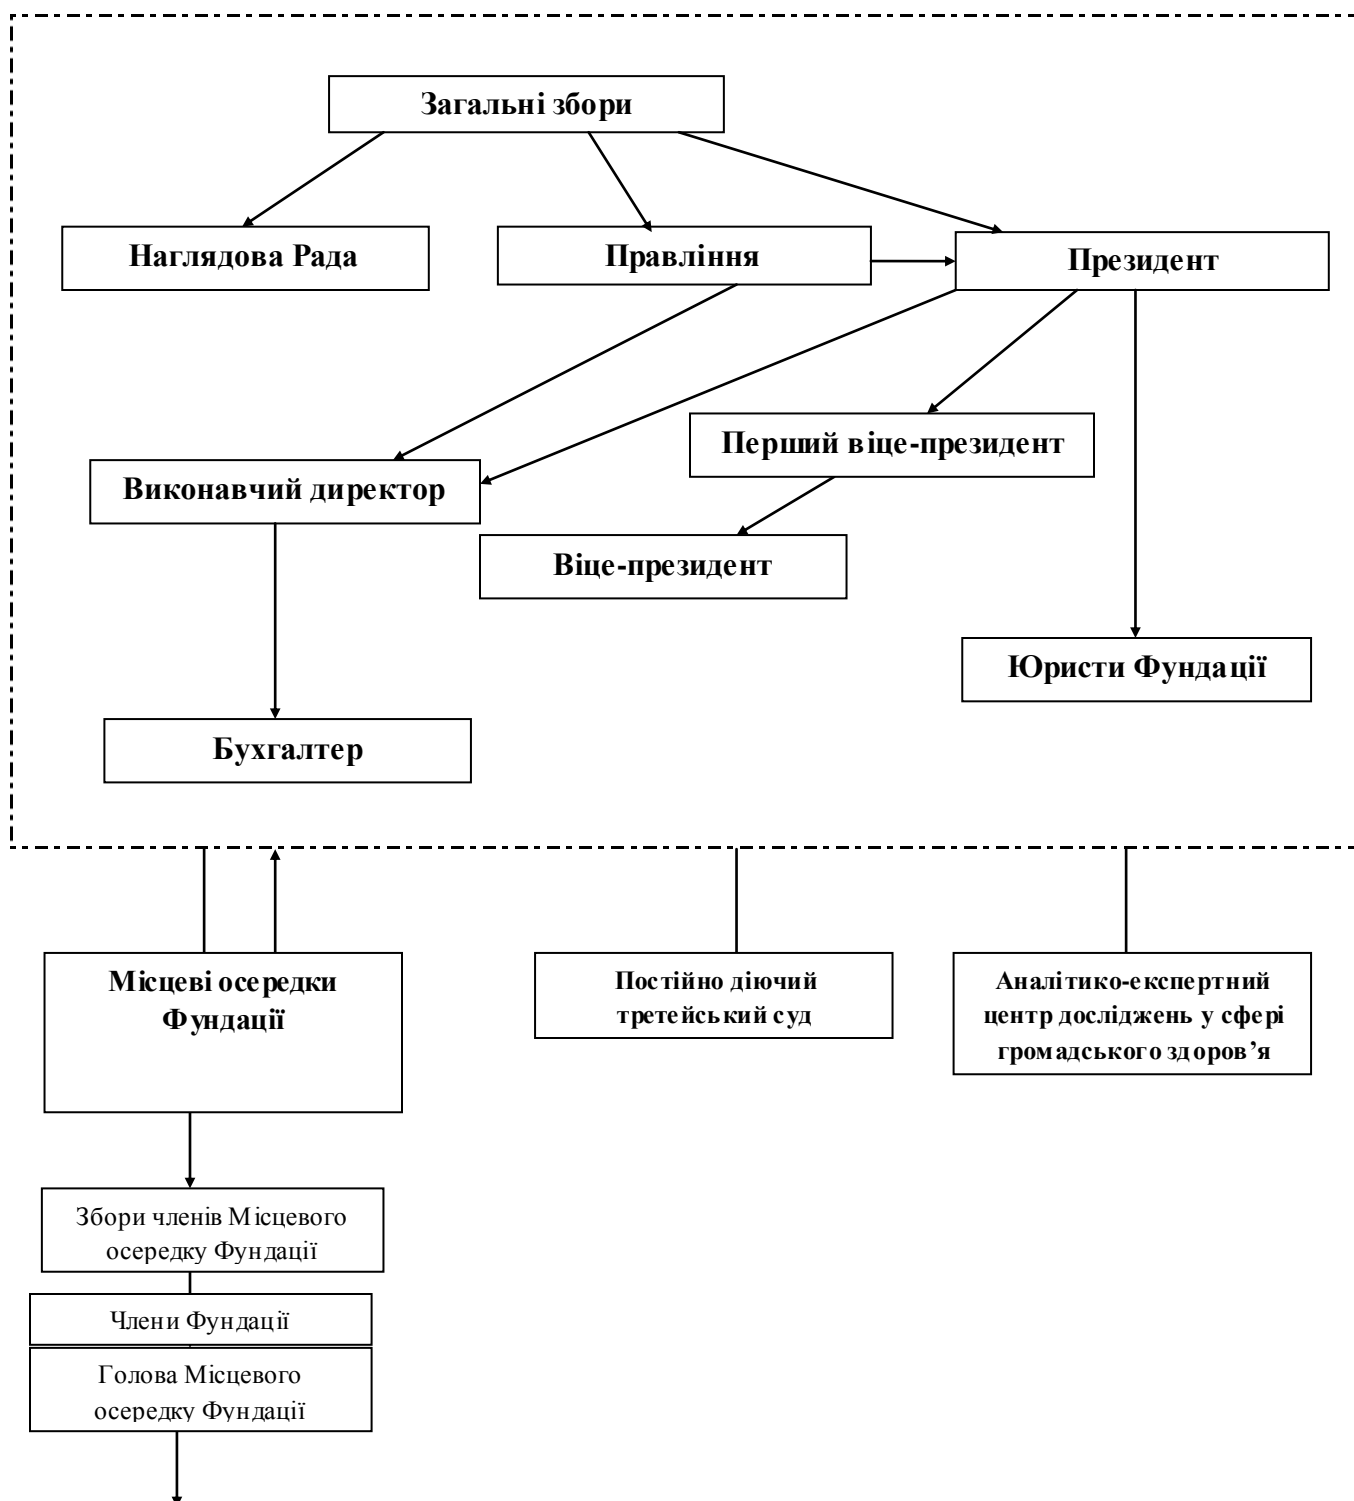 Загальні збори
Наглядова Рада
Правління
Президент
Перший віце-президент
Виконавчий директор
Віце-президент
Юристи Фундації
Бухгалтер
Місцеві осередки
Фундації
Постійно діючий
третейський суд
Аналітико-експертний
центр досліджень у сфері
громадського здоров’я
Збори членів Місцевого
осередку Фундації
Члени Фундації
Голова Місцевого
осередку Фундації